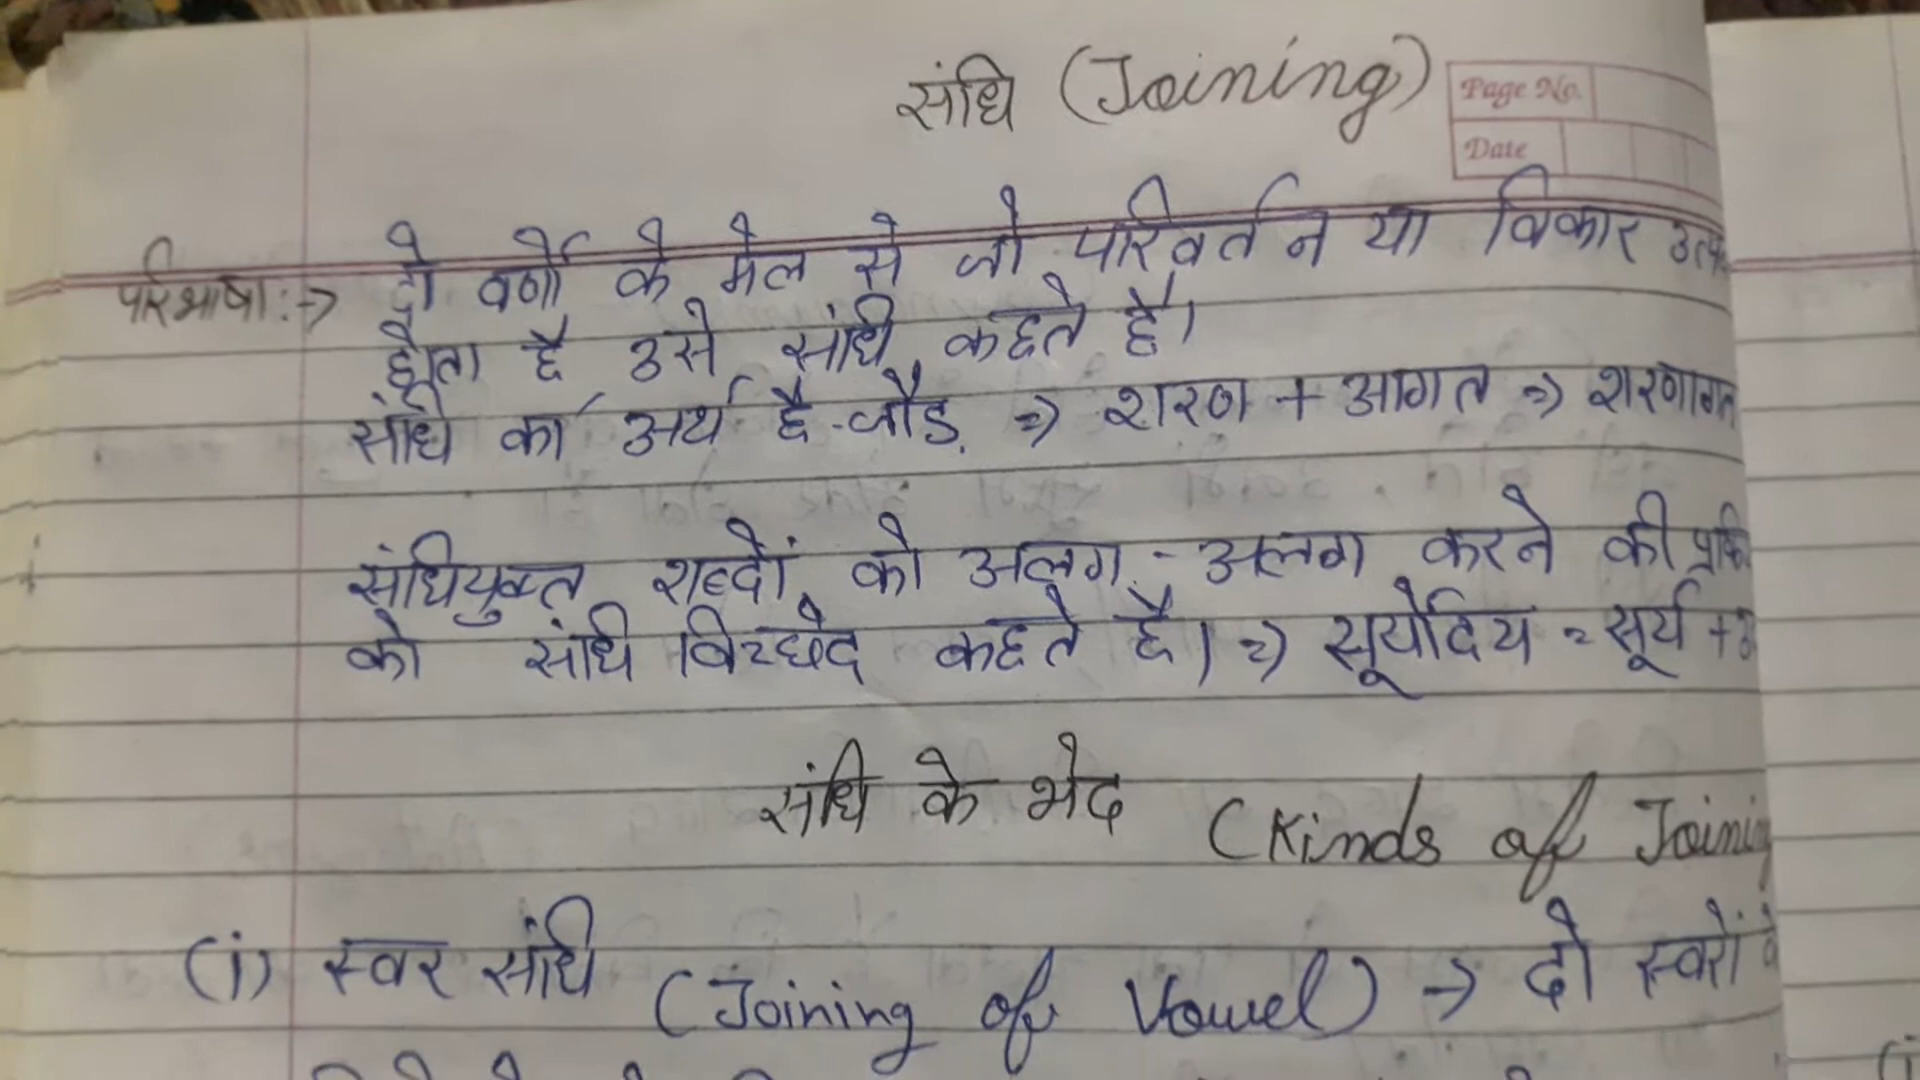 संधि (Joining)
Page No.
Date
परिभाषा :→ दो वर्णों के मेल से जो परिवर्तन या विकार
होता है उसे संधि कहते है।
संधि का अर्थ है - जोड़ ⇒ शरण + आगत ⇒ शरणागत
संधियुक्त शब्दों को अलग - अलग करने की
को संधि विच्छेद कहते है। ⇒ सूर्योदय = सूर्य +
संधि के भेद (Kinds of Joining
(i) स्वर संधि (Joining of Vowel) → दो स्वरों